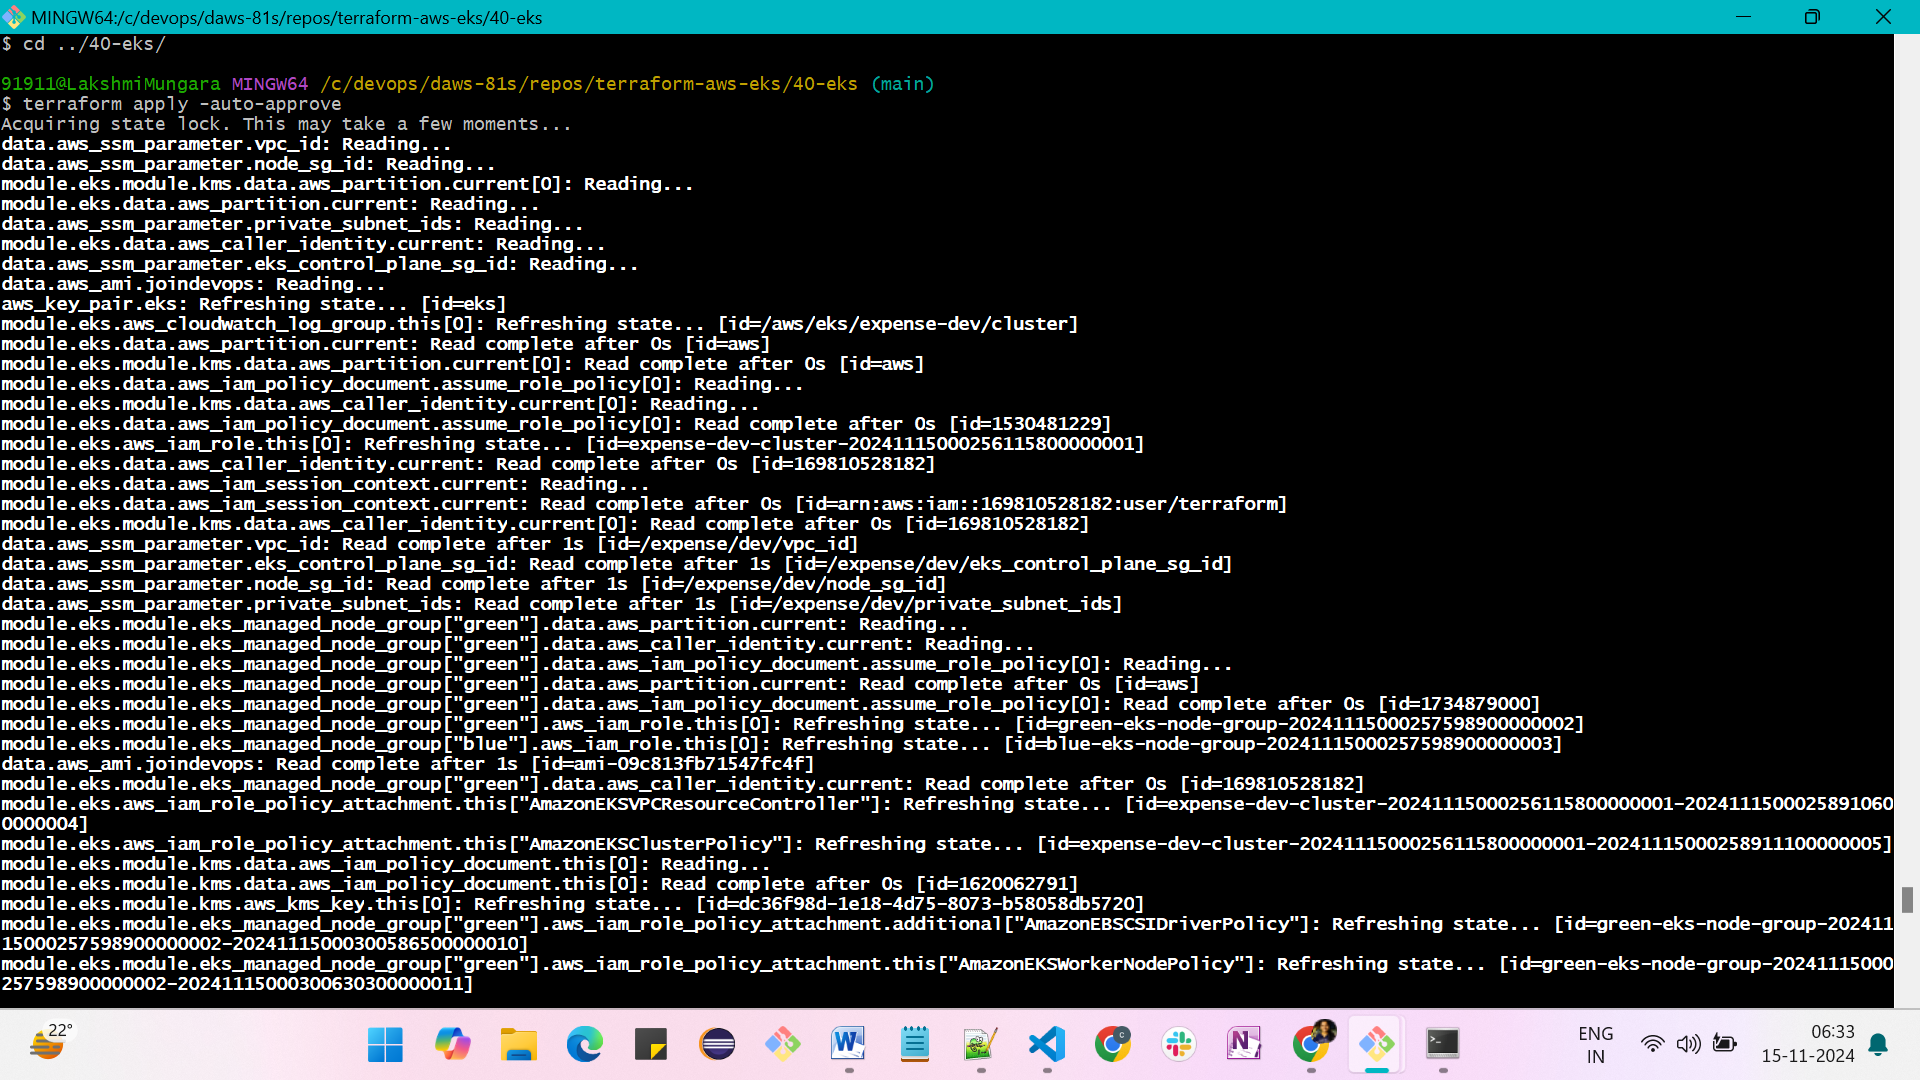 MINGW64:/c/devops/daws-81s/repos/terraform-aws-eks/40-eks
$ cd ../40-eks/
91911@LakshmiMungara MINGW64 /c/devops/daws-81s/repos/terraform-aws-eks/40-eks (main)
$ terraform apply -auto-approve
Acquiring state lock. This may take a few moments...
data.aws_ssm_parameter.vpc_id: Reading...
data.aws_ssm_parameter.node_sg_id: Reading...
module.eks.module.kms.data.aws_partition.current[0]: Reading...
module.eks.data.aws_partition.current: Reading...
data.aws_ssm_parameter.private_subnet_ids: Reading...
module.eks.data.aws_caller_identity.current: Reading...
data.aws_ssm_parameter.eks_control_plane_sg_id: Reading...
data.aws_ami.joindevops: Reading...
aws_key_pair.eks: Refreshing state... [id=eks]
module.eks.aws_cloudwatch_log_group.this[0]: Refreshing state... [id=/aws/eks/expense-dev/cluster]
module.eks.data.aws_partition.current: Read complete after 0s [id=aws]
module.eks.module.kms.data.aws_partition.current[0]: Read complete after 0s [id=aws]
module.eks.data.aws_iam_policy_document.assume_role_policy[0]: Reading...
module.eks.module.kms.data.aws_caller_identity.current[0]: Reading...
module.eks.data.aws_iam_policy_document.assume_role_policy[0]: Read complete after 0s [id=1530481229]
module.eks.aws_iam_role.this[0]: Refreshing state... [id=expense-dev-cluster-20241115000256115800000001]
module.eks.data.aws_caller_identity.current: Read complete after 0s [id=169810528182]
module.eks.data.aws_iam_session_context.current: Reading...
module.eks.data.aws_iam_session_context.current: Read complete after 0s [id=arn:aws:iam::169810528182:user/terraform]
module.eks.module.kms.data.aws_caller_identity.current[0]: Read complete after 0s [id=169810528182]
data.aws_ssm_parameter.vpc_id: Read complete after 1s [id=/expense/dev/vpc_id]
data.aws_ssm_parameter.eks_control_plane_sg_id: Read complete after 1s [id=/expense/dev/eks_control_plane_sg_id]
data.aws_ssm_parameter.node_sg_id: Read complete after 1s [id=/expense/dev/node_sg_id]
data.aws_ssm_parameter.private_subnet_ids: Read complete after 1s [id=/expense/dev/private_subnet_ids]
module.eks.module.eks_managed_node_group["green"].data.aws_partition.current: Reading...
module.eks.module.eks_managed_node_group["green"].data.aws_caller_identity.current: Reading...
module.eks.module.eks_managed_node_group["green"].data.aws_iam_policy_document.assume_role_policy[0]: Reading...
module.eks.module.eks_managed_node_group["green"].data.aws_partition.current: Read complete after 0s [id=aws]
module.eks.module.eks_managed_node_group["green"].data.aws_iam_policy_document.assume_role_policy[0]: Read complete after 0s [id=1734879000]
module.eks.module.eks_managed_node_group["green"].aws_iam_role.this[0]: Refreshing state... [id=green-eks-node-group-20241115000257598900000002]
module.eks.module.eks_managed_node_group["blue"].aws_iam_role.this[0]: Refreshing state... [id=blue-eks-node-group-20241115000257598900000003]
data.aws_ami.joindevops: Read complete after 1s [id=ami-09c813fb71547fc4f]
module.eks.module.eks_managed_node_group["green"].data.aws_caller_identity.current: Read complete after 0s [id=169810528182]
module.eks.aws_iam_role_policy_attachment.this["AmazonEKSVPCResourceController"]: Refreshing state... [id=expense-dev-cluster-20241115000256115800000001-2024111500025891060
0000004]
module.eks.aws_iam_role_policy_attachment.this["AmazonEKSClusterPolicy"]: Refreshing state... [id=expense-dev-cluster-20241115000256115800000001-20241115000258911100000005]
module.eks.module.kms.data.aws_iam_policy_document.this[0]: Reading...
module.eks.module.kms.data.aws_iam_policy_document.this[0]: Read complete after 0s [id=1620062791]
module.eks.module.kms.aws_kms_key.this[0]: Refreshing state... [id=dc36f98d-1e18-4d75-8073-b58058db5720]
module.eks.module.eks_managed_node_group["green"].aws_iam_role_policy_attachment.additional["AmazonEBSCSIDriverPolicy"]: Refreshing state... [id=green-eks-node-group-202411
15000257598900000002-20241115000300586500000010]
module.eks.module.eks_managed_node_group["green"].aws_iam_role_policy_attachment.this["AmazonEKSWorkerNodePolicy"]: Refreshing state... [id=green-eks-node-group-20241115000
257598900000002-20241115000300630300000011]
22°
ENG
IN
06:33
15-11-2024